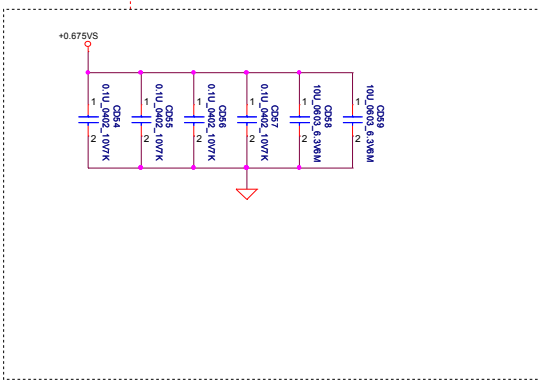 +0.675VS
1
2
CD54
0.1U_0402_10V7K
1
2
CD55
0.1U_0402_10V7K
1
2
CD56
0.1U_0402_10V7K
1
2
CD57
0.1U_0402_10V7K
1
2
CD58
10U_0603_6.3V6M
1
2
CD59
10U_0603_6.3V6M